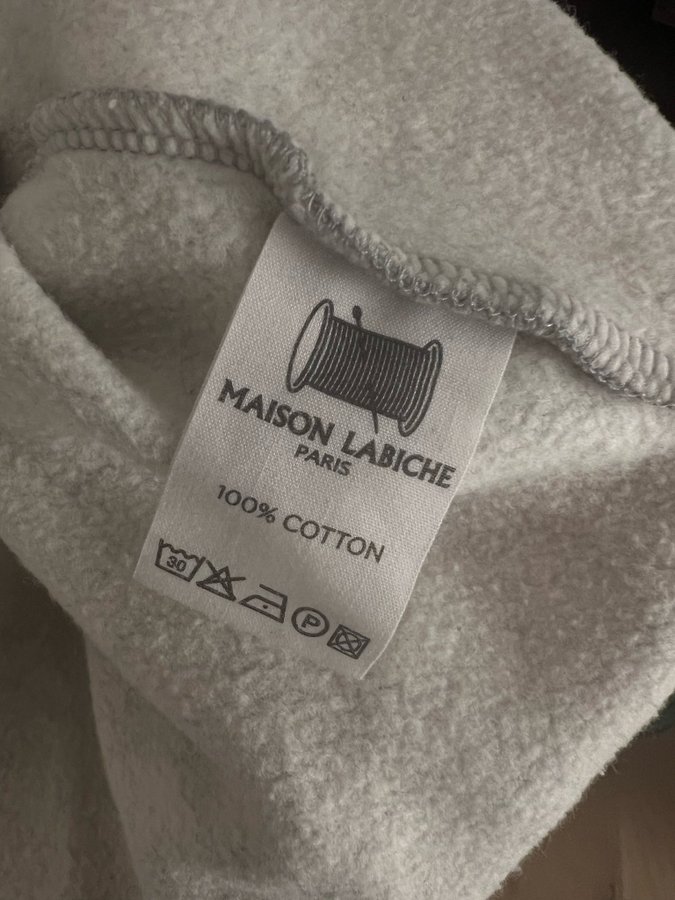 MAISON LABICHE
PARIS
100% COTTON
30 P